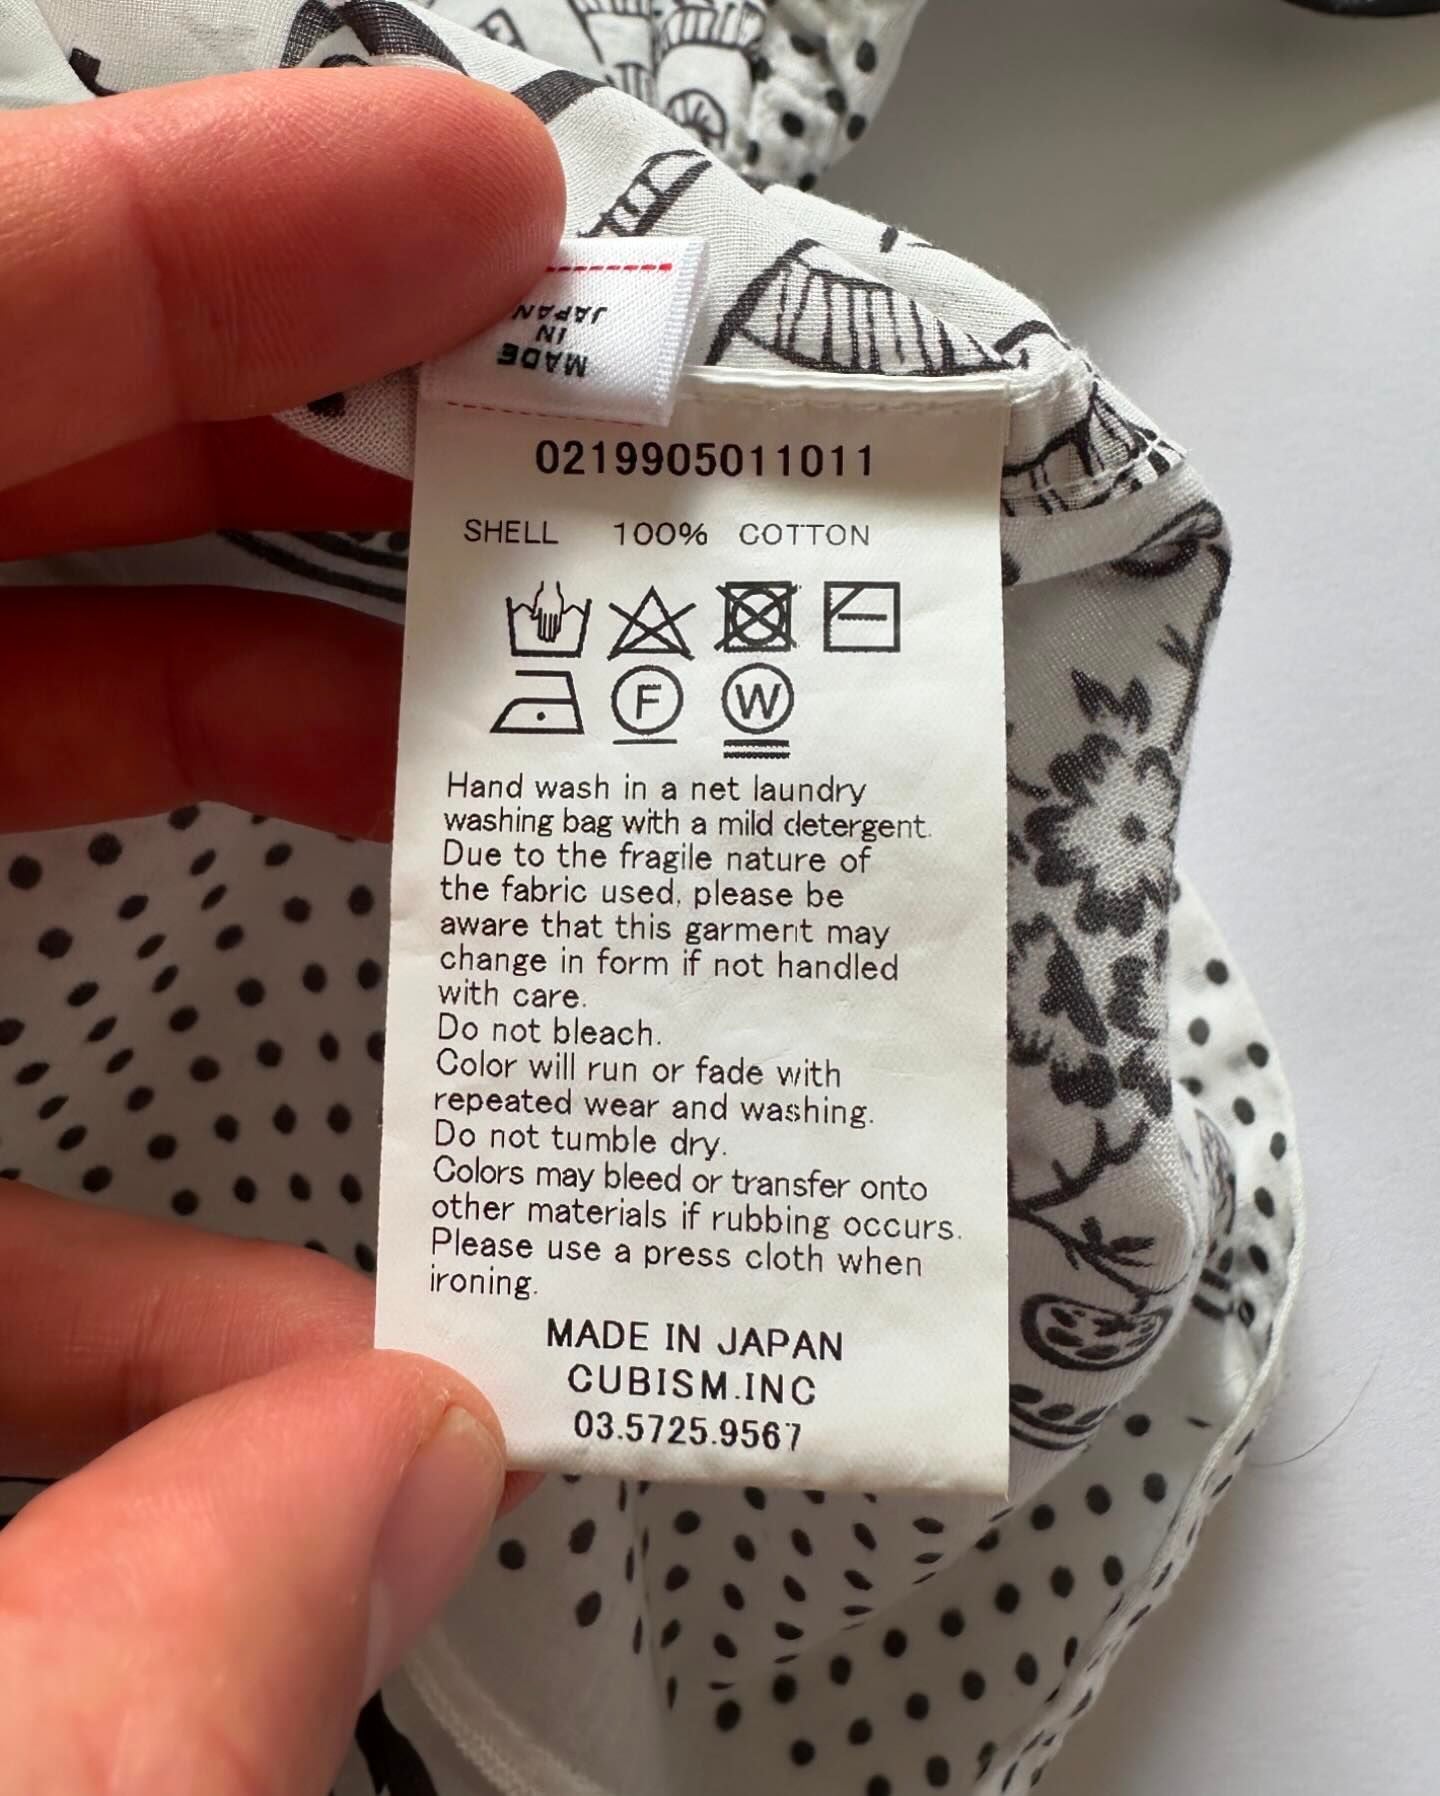 MADE
IN
JAPAN
0219905011011
SHELL 100% COTTON
F W
Hand wash in a net laundry
washing bag with a mild detergent.
Due to the fragile nature of
the fabric used, please be
aware that this garment may
change in form if not handled
with care.
Do not bleach.
Color will run or fade with
repeated wear and washing.
Do not tumble dry.
Colors may bleed or transfer onto
other materials if rubbing occurs.
Please use a press cloth when
ironing.
MADE IN JAPAN
CUBISM.INC
03.5725.9567